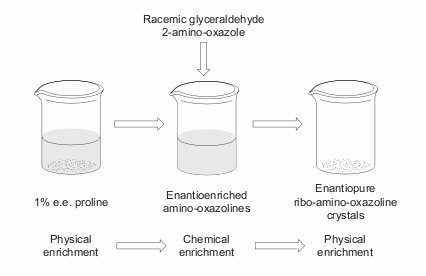 Racemic glyceraldehyde
2-amino-oxazole
1% e.e. proline
Enantioenriched
amino-oxazolines
Enantiopure
ribo-amino-oxazoline
crystals
Physical
enrichment
Chemical
enrichment
Physical
enrichment